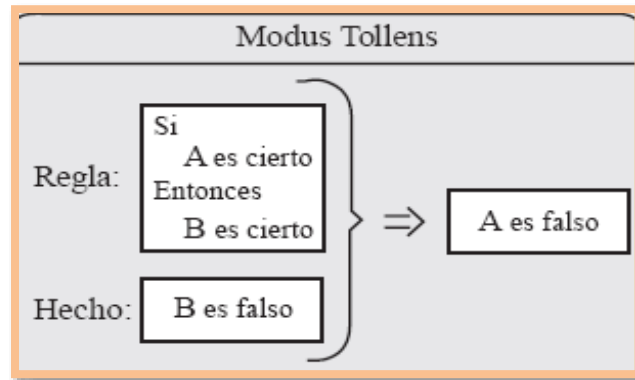 Modus Tollens
Regla:
Si
A es cierto
Entonces
B es cierto
A es falso
Hecho:
B es falso